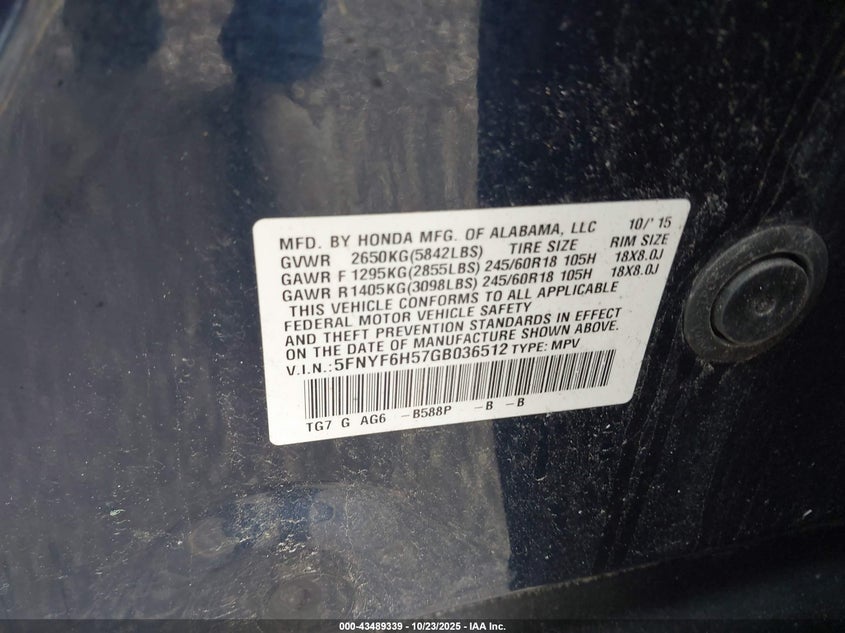 MFD. BY HONDA MFG. OF ALABAMA, LLC 10/'15
GVWR 2650KG(5842LBS) TIRE SIZE RIM SIZE
GAWR F 1295KG(2855LBS) 245/60R18 105H 18X8.0J
GAWR R1405KG(3098LBS) 245/60R18 105H 18X8.0J
THIS VEHICLE CONFORMS TO ALL APPLICABLE
FEDERAL MOTOR VEHICLE SAFETY
AND THEFT PREVENTION STANDARDS IN EFFECT
ON THE DATE OF MANUFACTURE SHOWN ABOVE.
V.I.N.:5FNYF6H57GB036512 TYPE: MPV
TG7 G AG6 -B588P -B -B
000-43489339 - 10/23/2025 - IAA Inc.